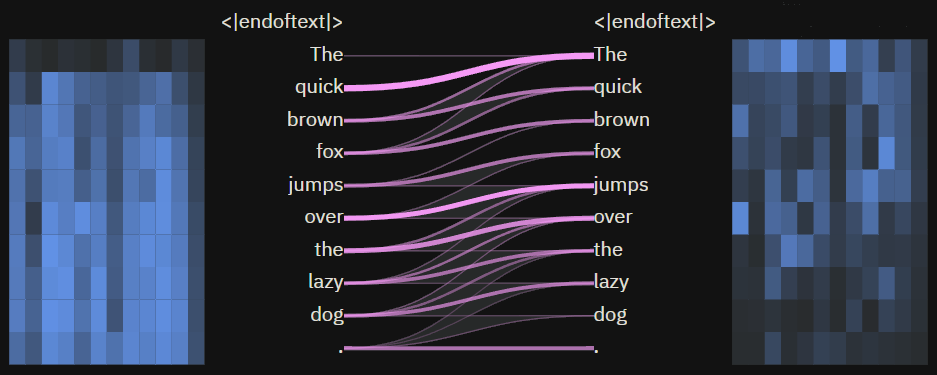 <|endoftext|> <|endoftext|>
The The
quick quick
brown brown
fox fox
jumps jumps
over over
the the
lazy lazy
dog dog
. .